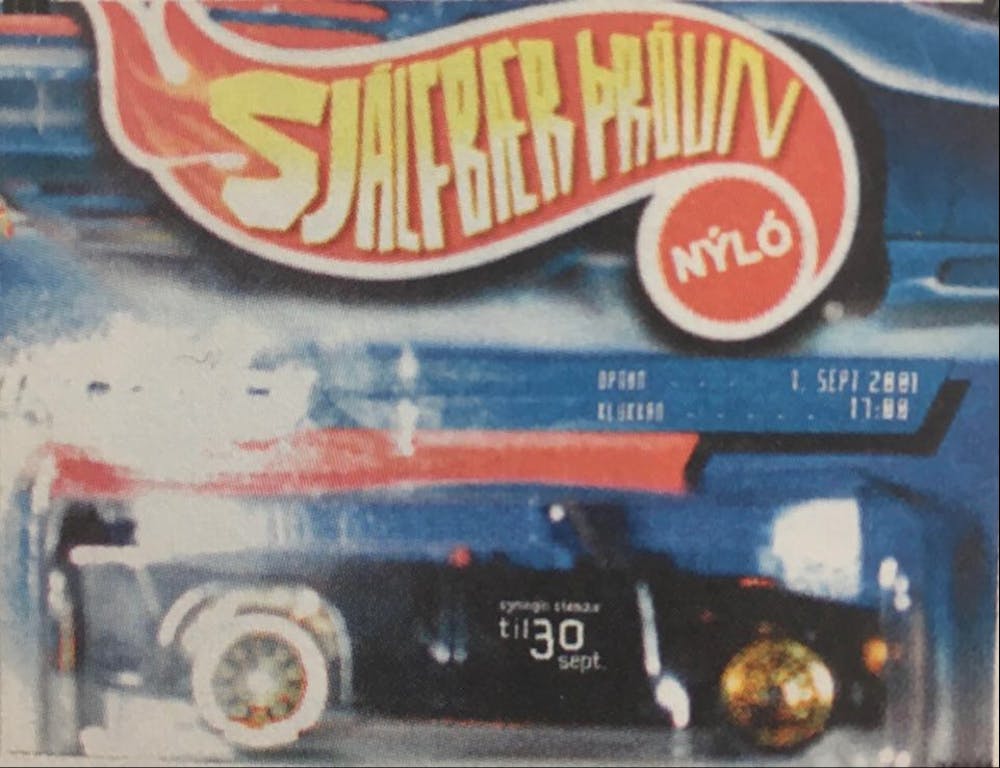 SJÁLFBÆR ÞRÓUN
NÝLÓ
OPNUN . . . . 1. SEPT 2001
KLUKKAN . . . . . . 17:00
sýningin stendur
til 30
sept.